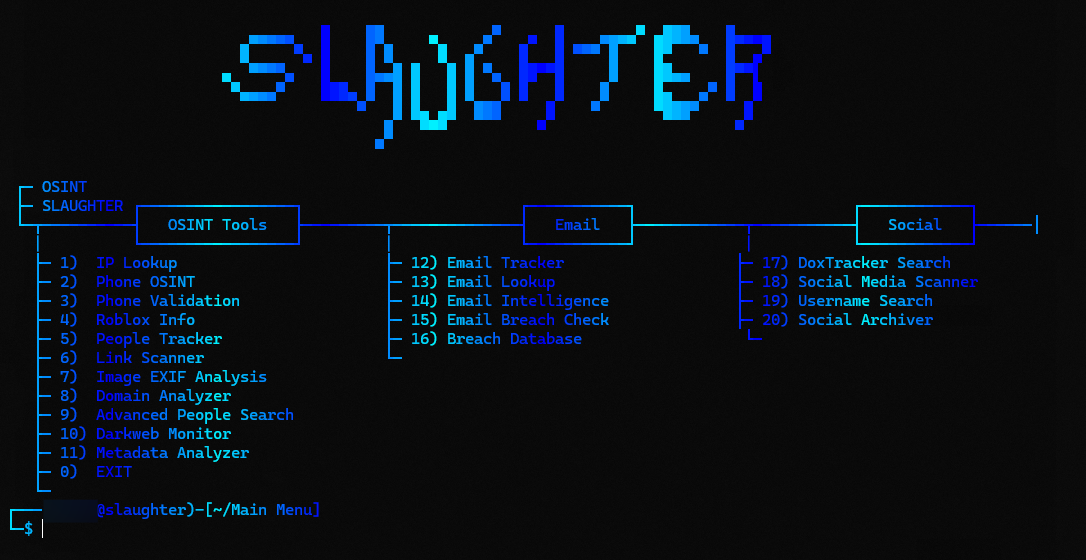 SLAUGHTER
OSINT
SLAUGHTER
OSINT Tools
1) IP Lookup
2) Phone OSINT
3) Phone Validation
4) Roblox Info
5) People Tracker
6) Link Scanner
7) Image EXIF Analysis
8) Domain Analyzer
9) Advanced People Search
10) Darkweb Monitor
11) Metadata Analyzer
0) EXIT
Email
12) Email Tracker
13) Email Lookup
14) Email Intelligence
15) Email Breach Check
16) Breach Database
Social
17) DoxTracker Search
18) Social Media Scanner
19) Username Search
20) Social Archiver
@slaughter)-[~/Main Menu]
$